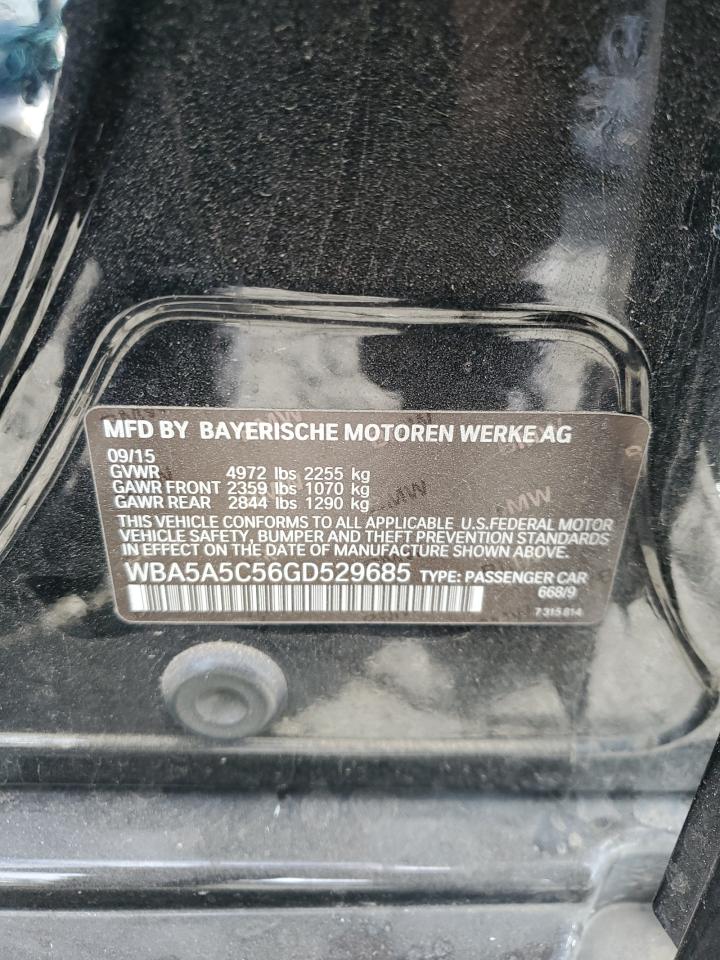 MFD BY BAYERISCHE MOTOREN WERKE AG
09/15
GVWR 4972 lbs 2255 kg
GAWR FRONT 2359 lbs 1070 kg
GAWR REAR 2844 lbs 1290 kg
THIS VEHICLE CONFORMS TO ALL APPLICABLE U.S.FEDERAL MOTOR
VEHICLE SAFETY, BUMPER AND THEFT PREVENTION STANDARDS
IN EFFECT ON THE DATE OF MANUFACTURE SHOWN ABOVE.
WBA5A5C56GD529685 TYPE: PASSENGER CAR
668/9
7 315 814